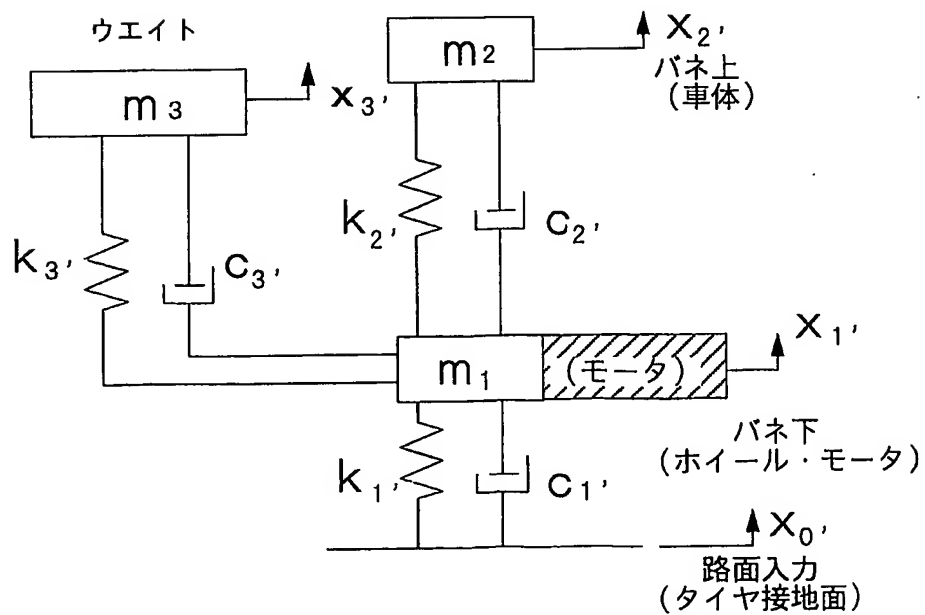 ウエイト
m3
x3,
m2
x2,
バネ上
(車体)
k3,
c3,
k2,
c2,
m1
(モータ)
x1,
バネ下
(ホイール・モータ)
k1,
c1,
x0,
路面入力
(タイヤ接地面)